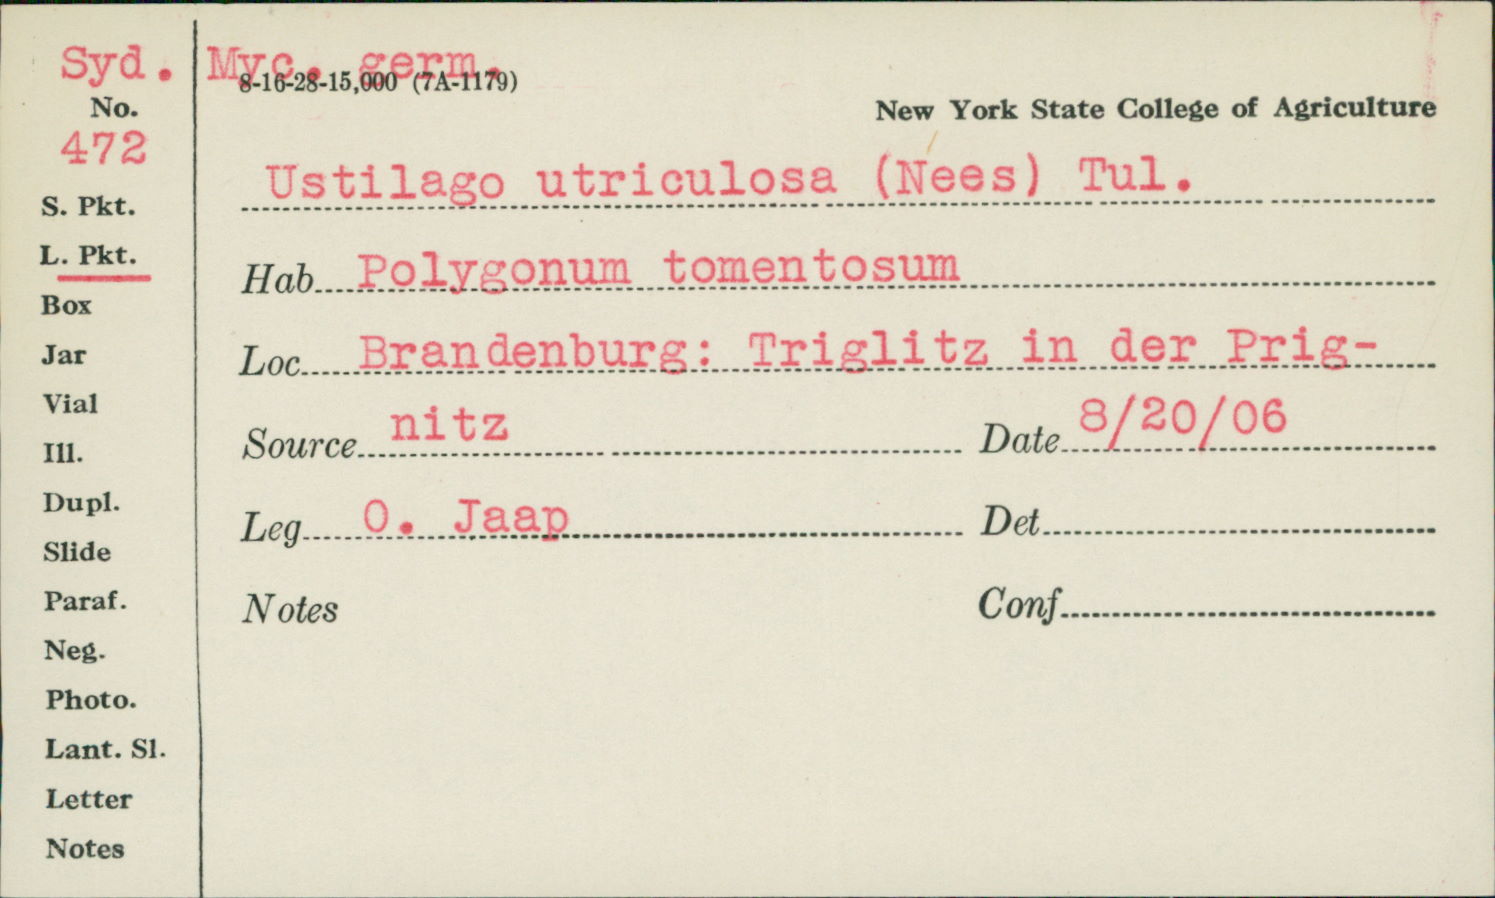 Syd. Myc. germ.
8-16-28-15,000 (7A-1179)
No.
New York State College of Agriculture
472
Ustilago utriculosa (Nees) Tul.
S. Pkt.
L. Pkt.
Hab Polygonum tomentosum
Box
Loc Brandenburg: Triglitz in der Prig-
Jar
Vial
Source nitz Date 8/20/06
Ill.
Dupl.
Leg O. Jaap Det
Slide
Paraf.
Notes Conf
Neg.
Photo.
Lant. Sl.
Letter
Notes